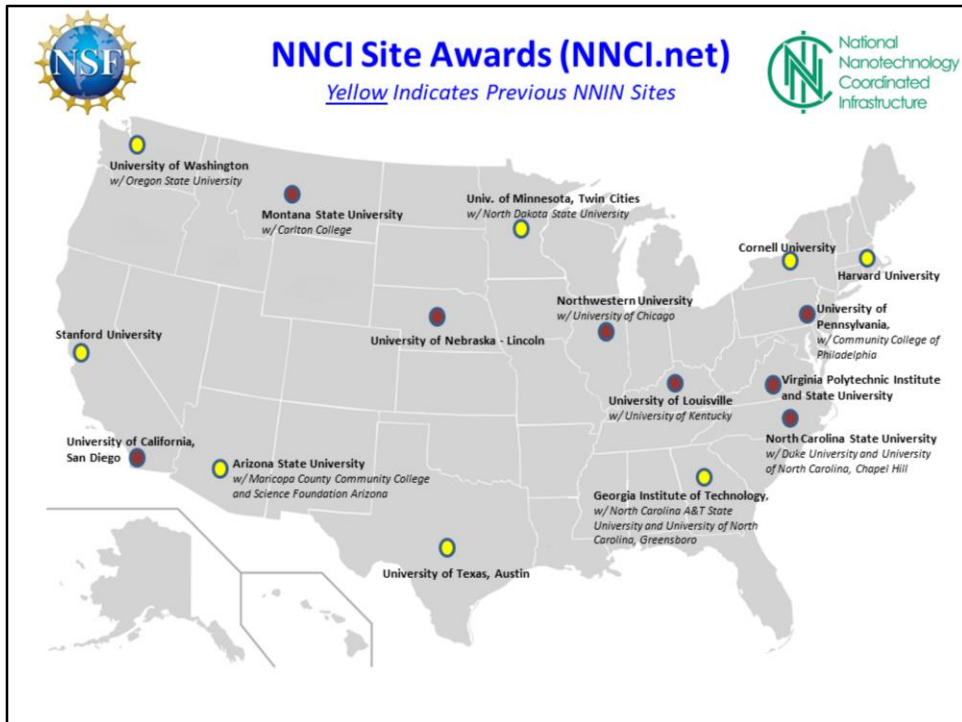 NSF
NNCI Site Awards (NNCI.net)
Yellow Indicates Previous NNIN Sites
NNCI
National
Nanotechnology
Coordinated
Infrastructure
University of Washington
w/ Oregon State University
Montana State University
w/ Carlton College
Univ. of Minnesota, Twin Cities
w/ North Dakota State University
Cornell University
Harvard University
Stanford University
University of Nebraska - Lincoln
Northwestern University
w/ University of Chicago
University of
Pennsylvania,
w/ Community College of
Philadelphia
University of Louisville
w/ University of Kentucky
Virginia Polytechnic Institute
and State University
University of California,
San Diego
Arizona State University
w/ Maricopa County Community College
and Science Foundation Arizona
North Carolina State University
w/ Duke University and University
of North Carolina, Chapel Hill
Georgia Institute of Technology,
w/ North Carolina A&T State
University and University of North
Carolina, Greensboro
University of Texas, Austin